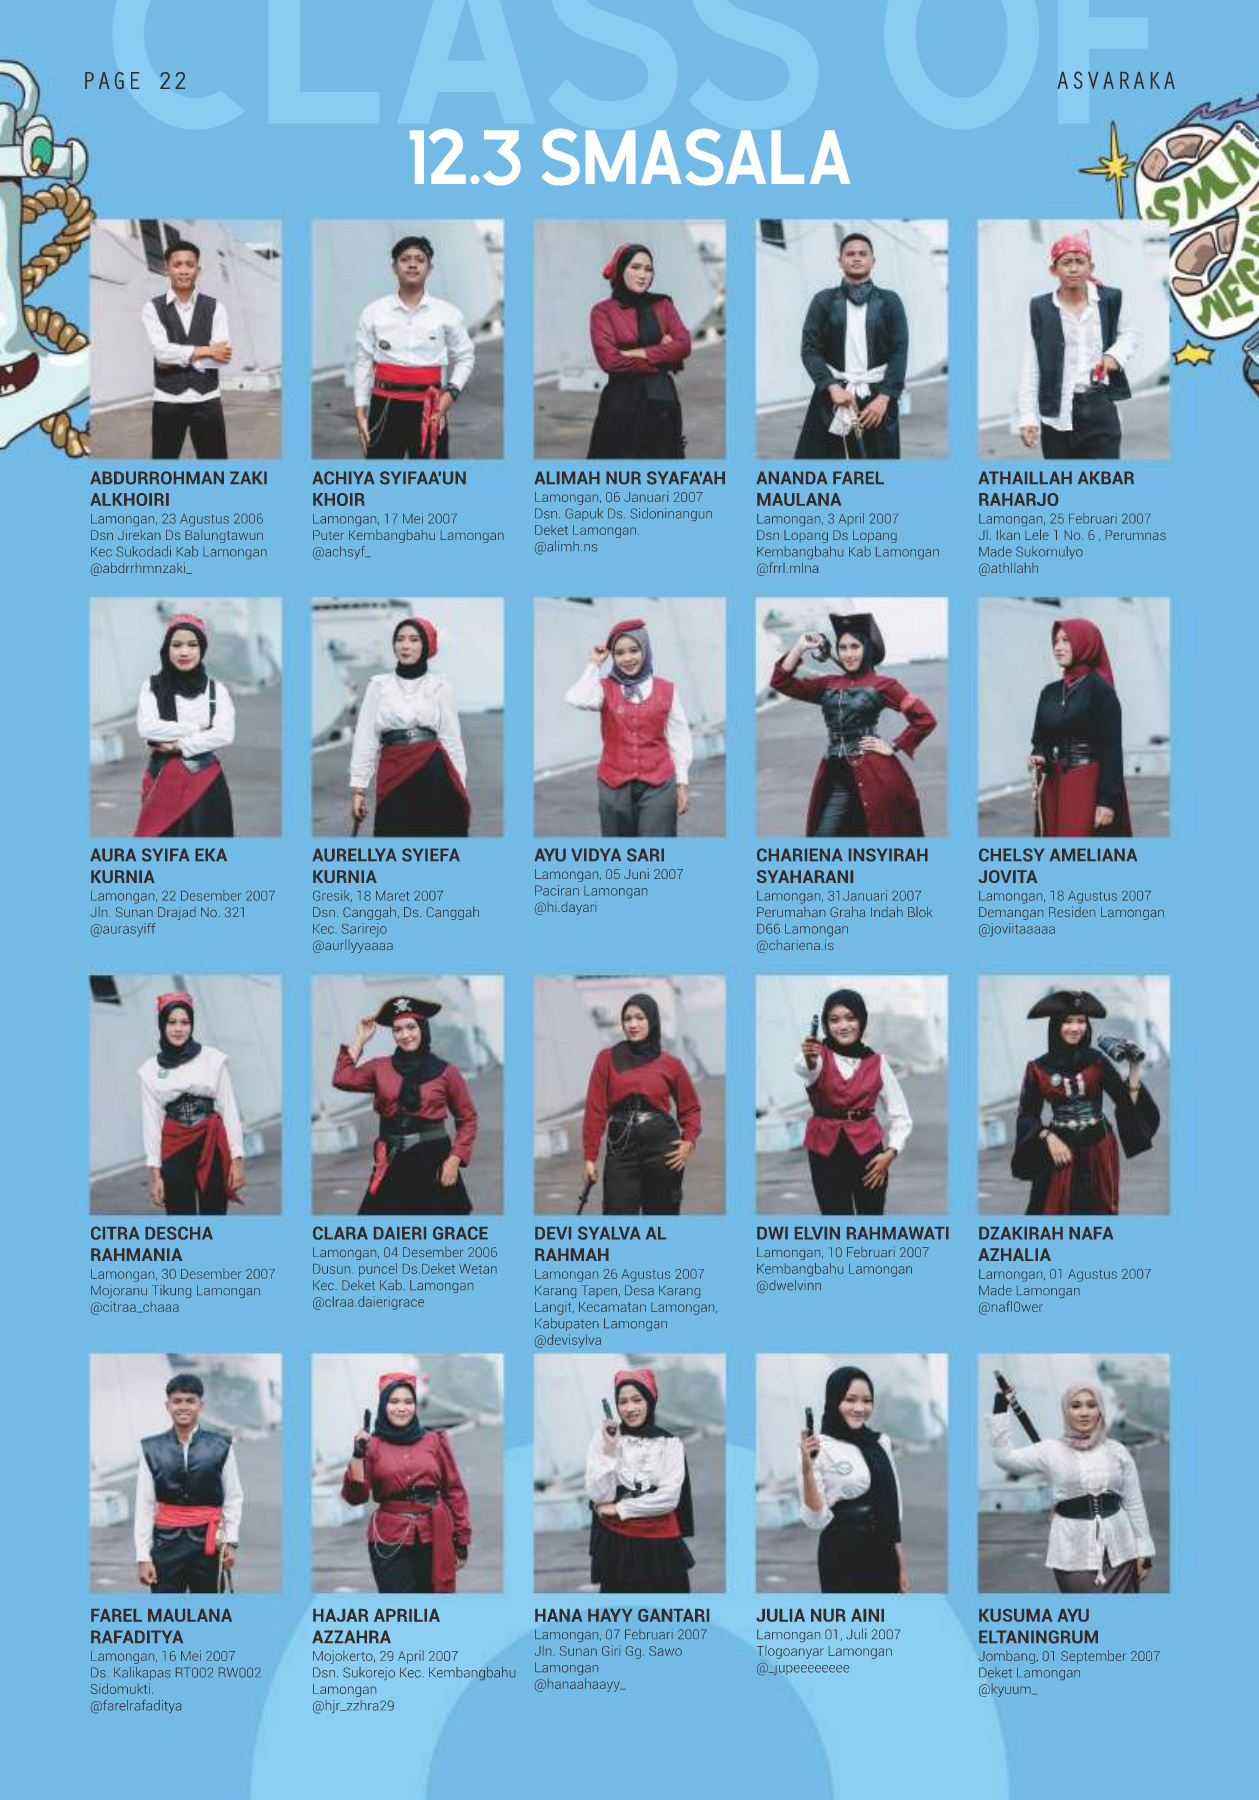 CLASS OF
PAGE 22
ASVARAKA
12.3 SMASALA
SMA
NEGE
ABDURROHMAN ZAKI
ALKHOIRI
Lamongan, 23 Agustus 2006
Dsn Jirekan Ds Balungtawun
Kec Sukodadi Kab Lamongan
@abdrrhmnzaki_
ACHIYA SYIFAA'UN
KHOIR
Lamongan, 17 Mei 2007
Puter Kembangbahu Lamongan
@achsyf_
ALIMAH NUR SYAFA'AH
Lamongan, 06 Januari 2007
Dsn. Gapuk Ds. Sidoninangun
Deket Lamongan.
@alimh.ns
ANANDA FAREL
MAULANA
Lamongan, 3 April 2007
Dsn Lopang Ds Lopang
Kembangbahu Kab Lamongan
@frrl.mlna
ATHAILLAH AKBAR
RAHARJO
Lamongan, 25 Februari 2007
Jl. Ikan Lele 1 No. 6 , Perumnas
Made Sukomulyo
@athllahh
AURA SYIFA EKA
KURNIA
Lamongan, 22 Desember 2007
Jln. Sunan Drajad No. 321
@aurasyiff
AURELLYA SYIEFA
KURNIA
Gresik, 18 Maret 2007
Dsn. Canggah, Ds. Canggah
Kec. Sarirejo
@aurllyyaaaa
AYU VIDYA SARI
Lamongan, 05 Juni 2007
Paciran Lamongan
@hi.dayari
CHARIENA INSYIRAH
SYAHARANI
Lamongan, 31Januari 2007
Perumahan Graha Indah Blok
D66 Lamongan
@chariena.is
CHELSY AMELIANA
JOVITA
Lamongan, 18 Agustus 2007
Demangan Residen Lamongan
@joviitaaaaa
CITRA DESCHA
RAHMANIA
Lamongan, 30 Desember 2007
Mojoranu Tikung Lamongan
@citraa_chaaa
CLARA DAIERI GRACE
Lamongan, 04 Desember 2006
Dusun. puncel Ds.Deket Wetan
Kec. Deket Kab. Lamongan
@clraa.daierigrace
DEVI SYALVA AL
RAHMAH
Lamongan 26 Agustus 2007
Karang Tapen, Desa Karang
Langit, Kecamatan Lamongan,
Kabupaten Lamongan
@devisylva
DWI ELVIN RAHMAWATI
Lamongan, 10 Februari 2007
Kembangbahu Lamongan
@dwelvinn
DZAKIRAH NAFA
AZHALIA
Lamongan, 01 Agustus 2007
Made Lamongan
@nafl0wer
FAREL MAULANA
RAFADITYA
Lamongan, 16 Mei 2007
Ds. Kalikapas RT002 RW002
Sidomukti.
@farelrafaditya
HAJAR APRILIA
AZZAHRA
Mojokerto, 29 April 2007
Dsn. Sukorejo Kec. Kembangbahu
Lamongan
@hjr_zzhra29
HANA HAYY GANTARI
Lamongan, 07 Februari 2007
Jln. Sunan Giri Gg. Sawo
Lamongan
@hanaahaayy_
JULIA NUR AINI
Lamongan 01, Juli 2007
Tlogoanyar Lamongan
@_jupeeeeeeee
KUSUMA AYU
ELTANINGRUM
Jombang, 01 September 2007
Deket Lamongan
@kyuum_